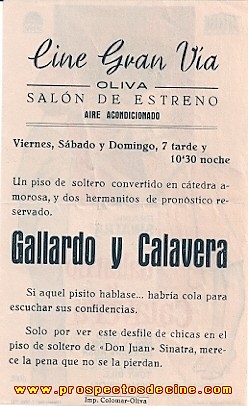 Cine Gran Vía
OLIVA
SALÓN DE ESTRENO
AIRE ACONDICIONADO
Viernes, Sábado y Domingo, 7 tarde y
10'30 noche
Un piso de soltero convertido en cátedra a-
morosa, y dos hermanitos de pronóstico re-
servado.
Gallardo y Calavera
Si aquel pisito hablase... habría cola para
escuchar sus confidencias.
Solo por ver este desfile de chicas en el
piso de soltero de «Don Juan» Sinatra, mere-
ce la pena que no se la pierdan.
www.prospectosdecine.com
Imp. Colomar-Oliva